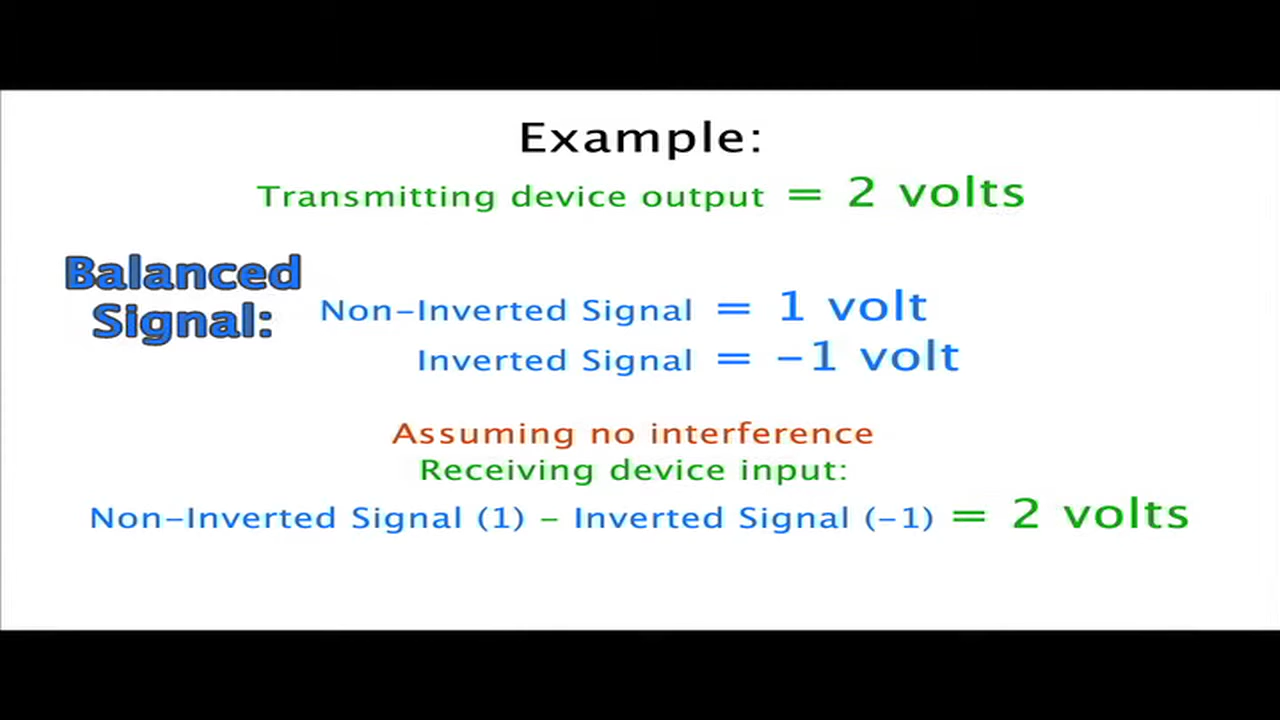 Example:
Transmitting device output = 2 volts
Balanced
Signal:
Non-Inverted Signal = 1 volt
Inverted Signal = -1 volt
Assuming no interference
Receiving device input:
Non-Inverted Signal (1) - Inverted Signal (-1) = 2 volts